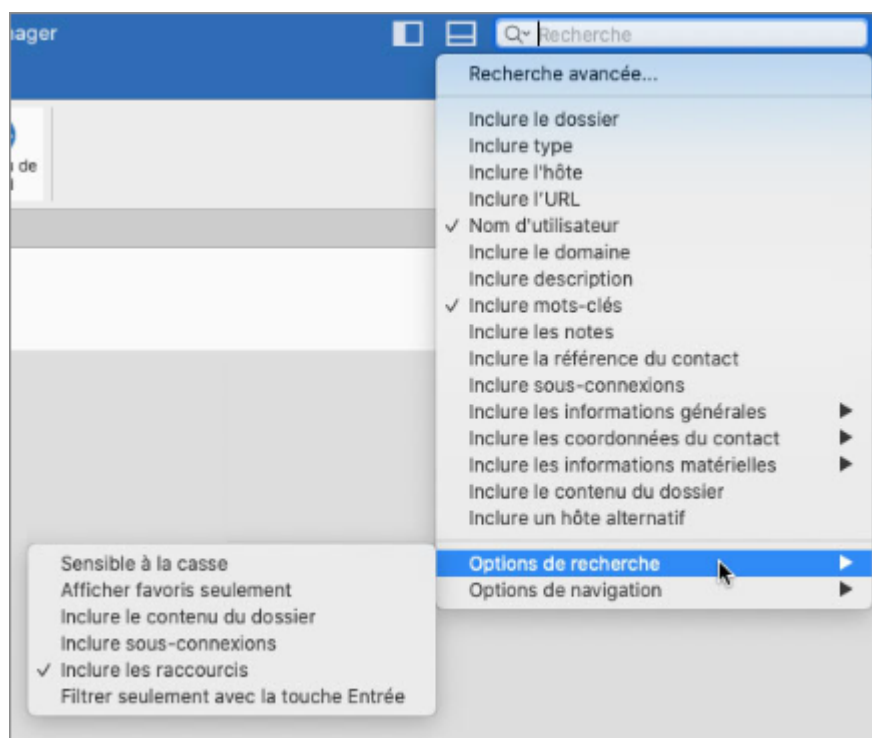 ager
Recherche
Recherche avancée...
Inclure le dossier
Inclure type
Inclure l'hôte
Inclure l'URL
de
✓ Nom d'utilisateur
Inclure le domaine
Inclure description
✓ Inclure mots-clés
Inclure les notes
Inclure la référence du contact
Inclure sous-connexions
Inclure les informations générales
Inclure les coordonnées du contact
Inclure les informations matérielles
Inclure le contenu du dossier
Inclure un hôte alternatif
Options de recherche
Options de navigation
Sensible à la casse
Afficher favoris seulement
Inclure le contenu du dossier
Inclure sous-connexions
✓ Inclure les raccourcis
Filtrer seulement avec la touche Entrée